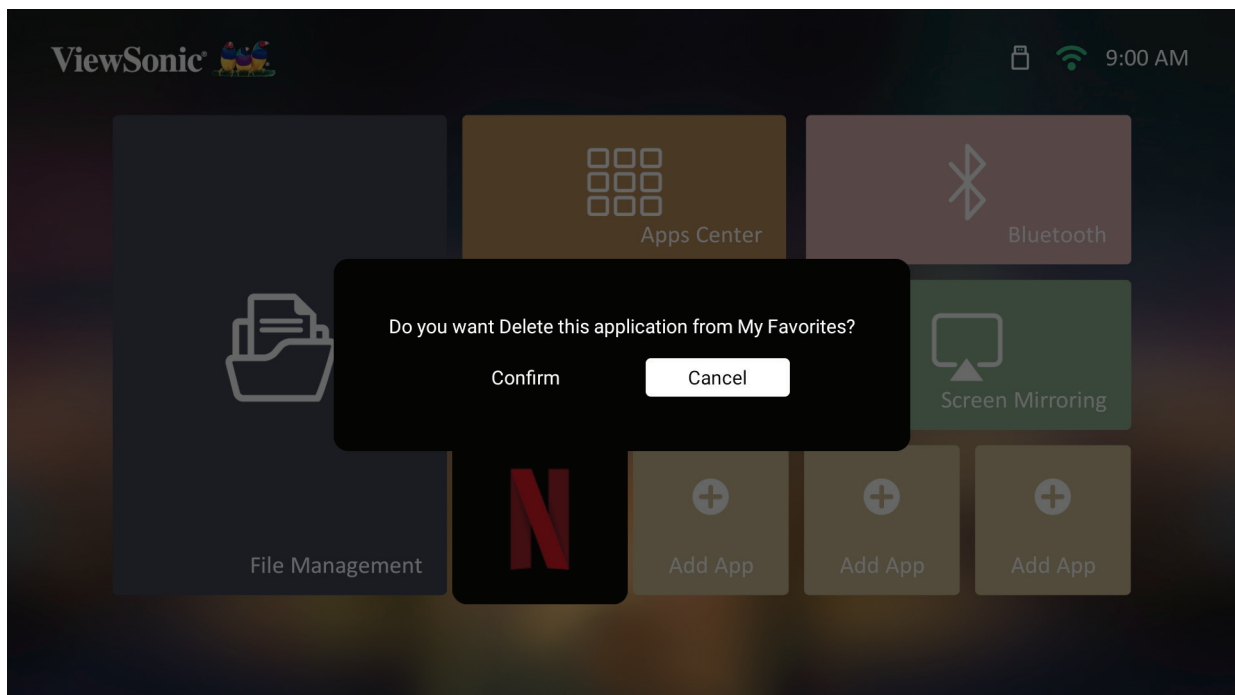 ViewSonic®
9:00 AM
Apps Center
Bluetooth
Do you want Delete this application from My Favorites?
Confirm
Cancel
Screen Mirroring
N
File Management
Add App
Add App
Add App